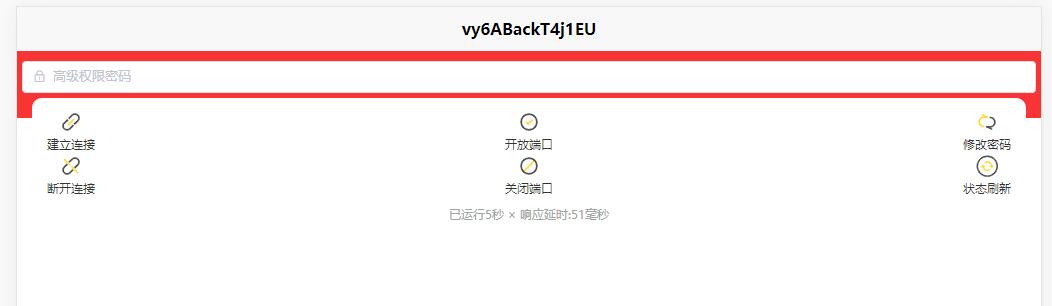 vy6ABackT4j1EU
高级权限密码
建立连接 开放端口 修改密码
断开连接 关闭端口 状态刷新
已运行5秒 × 响应延时:51毫秒